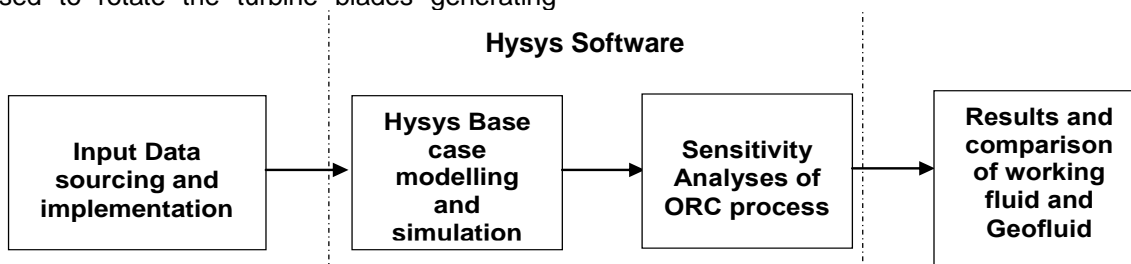 sed to rotate the turbine blades generating
Hysys Software
Input Data
sourcing and
implementation
Hysys Base
case
modelling
and
simulation
Sensitivity
Analyses of
ORC process
Results and
comparison
of working
fluid and
Geofluid